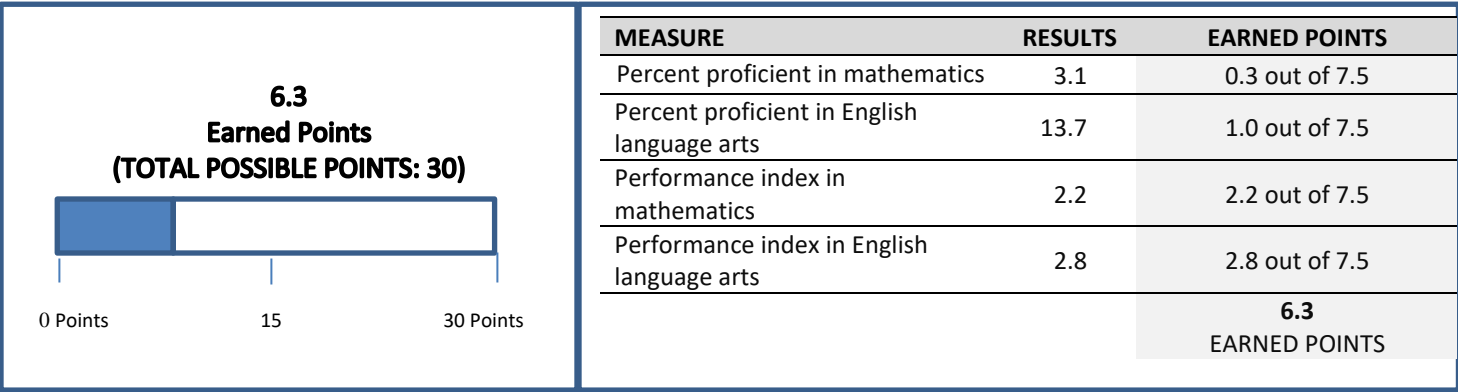 6.3
Earned Points
(TOTAL POSSIBLE POINTS: 30)
0 Points 15 30 Points
MEASURE RESULTS EARNED POINTS
Percent proficient in mathematics 3.1 0.3 out of 7.5
Percent proficient in English
language arts 13.7 1.0 out of 7.5
Performance index in
mathematics 2.2 2.2 out of 7.5
Performance index in English
language arts 2.8 2.8 out of 7.5
6.3
EARNED POINTS